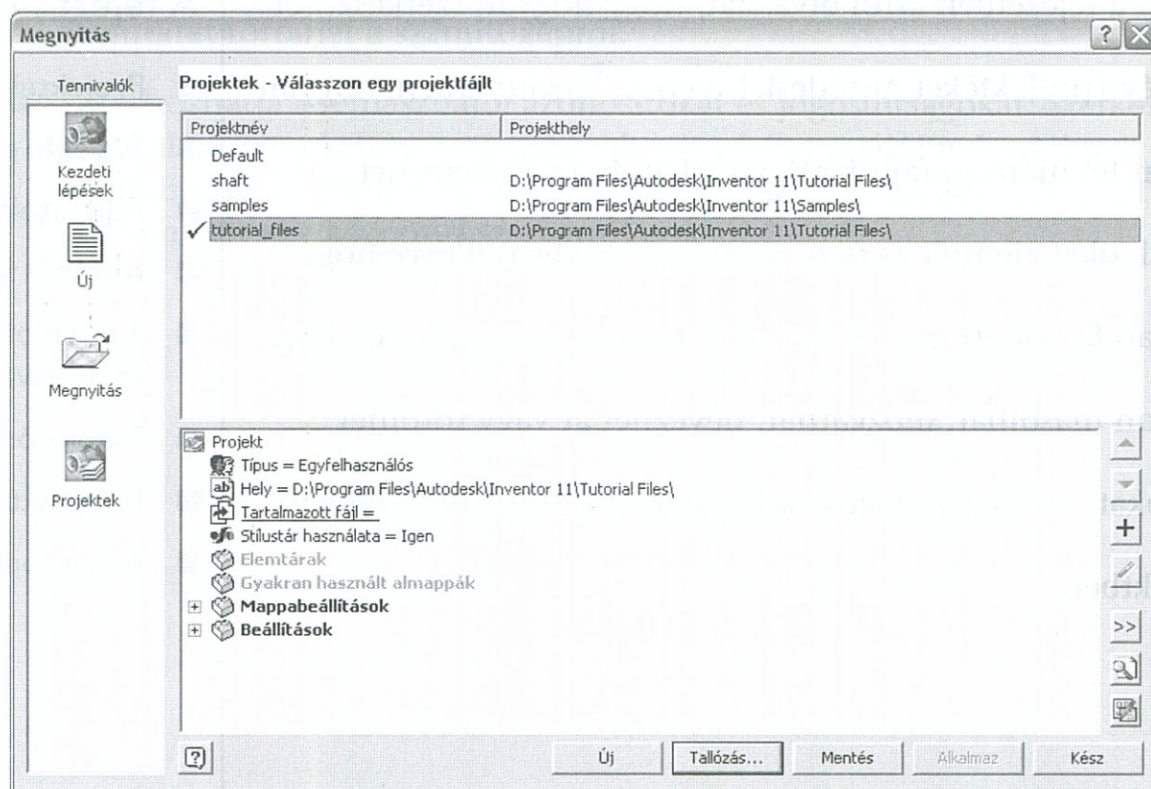 Megnyitás
Tennivalók
Kezdeti
lépések
Új
Megnyitás
Projektek
Projektek - Válasszon egy projektfájlt
Projektnév Projekthely
Default
shaft D:\Program Files\Autodesk\Inventor 11\Tutorial Files\
samples D:\Program Files\Autodesk\Inventor 11\Samples\
tutorial_files D:\Program Files\Autodesk\Inventor 11\Tutorial Files\
Projekt
Típus = Egyfelhasználós
Hely = D:\Program Files\Autodesk\Inventor 11\Tutorial Files\
Tartalmazott fájl =
Stílustár használata = Igen
Elemtárak
Gyakran használt almappák
Mappabeállítások
Beállítások
>>
Új Tallózás... Mentés Alkalmaz Kész